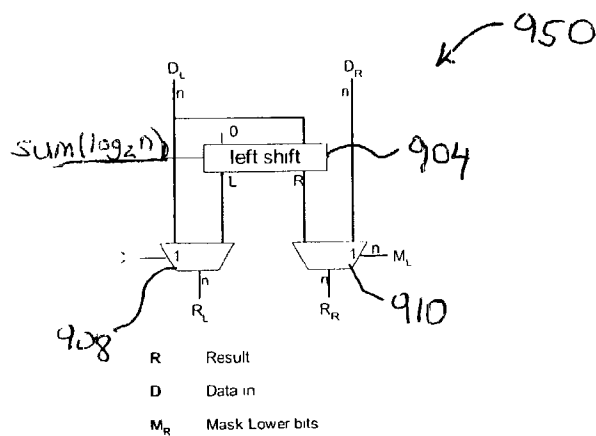 950
D_L
D_R
n
n
0
sum(log₂n)
left shift
904
L
R
1
1
n
M_L
n
n
R_L
R_R
908
910
R Result
D Data in
M_R Mask Lower bits